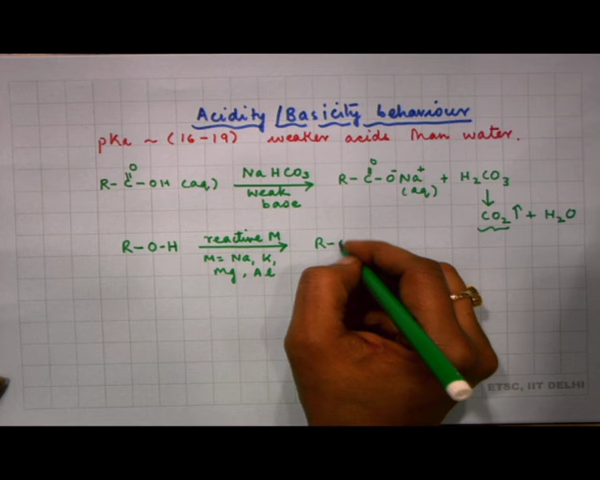 Acidity / Basicity behaviour
pKa ~ (16-19) weaker acids than water.
R-C-OH (aq) NaHCO3 R-C-O⁻Na⁺ + H2CO3
O O
weak (aq)
base
CO2↑ + H2O
R-O-H reactive M R-
M = Na, K,
Mg, Al
ETSC, IIT DELHI